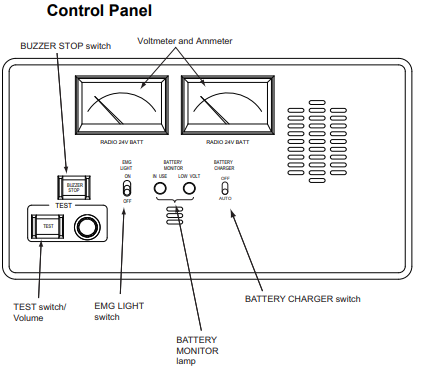 Control Panel
BUZZER STOP switch
Voltmeter and Ammeter
RADIO 24V BATT
RADIO 24V BATT
EMG
LIGHT
ON
OFF
BATTERY
MONITOR
IN USE
LOW VOLT
BATTERY
CHARGER
OFF
AUTO
BUZZER
STOP
TEST
TEST
TEST switch/
Volume
EMG LIGHT
switch
BATTERY
MONITOR
lamp
BATTERY CHARGER switch